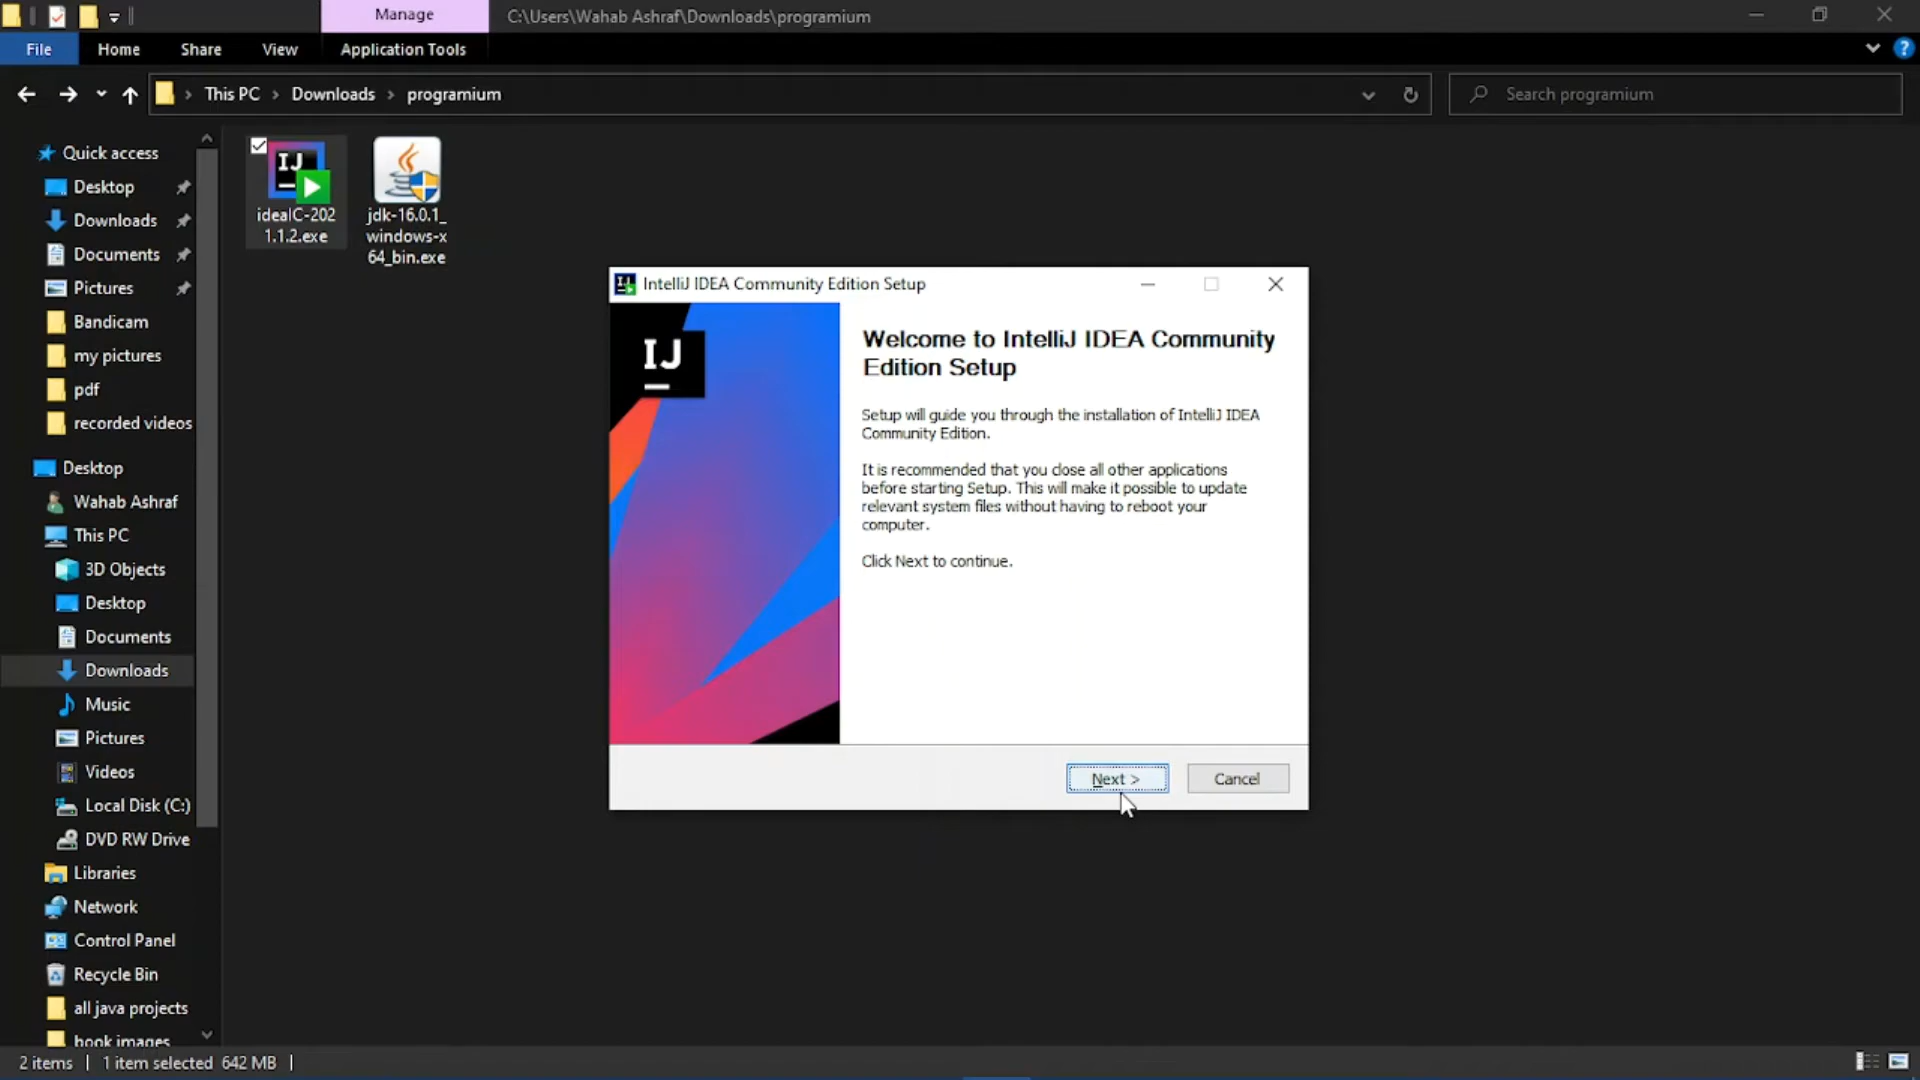 Manage
C:\Users\Wahab Ashraf\Downloads\programium
File
Home
Share
View
Application Tools
This PC
Downloads
programium
Search programium
Quick access
Desktop
Downloads
Documents
Pictures
Bandicam
my pictures
pdf
recorded videos
Desktop
Wahab Ashraf
This PC
3D Objects
Desktop
Documents
Downloads
Music
Pictures
Videos
Local Disk (C:)
DVD RW Drive
Libraries
Network
Control Panel
Recycle Bin
all java projects
book images
IJ
ideaIC-202
1.1.2.exe
jdk-16.0.1_
windows-x
64_bin.exe
IJ
IntelliJ IDEA Community Edition Setup
IJ
Welcome to IntelliJ IDEA Community
Edition Setup
Setup will guide you through the installation of IntelliJ IDEA
Community Edition.
It is recommended that you close all other applications
before starting Setup. This will make it possible to update
relevant system files without having to reboot your
computer.
Click Next to continue.
Next >
Cancel
2 items
1 item selected 642 MB